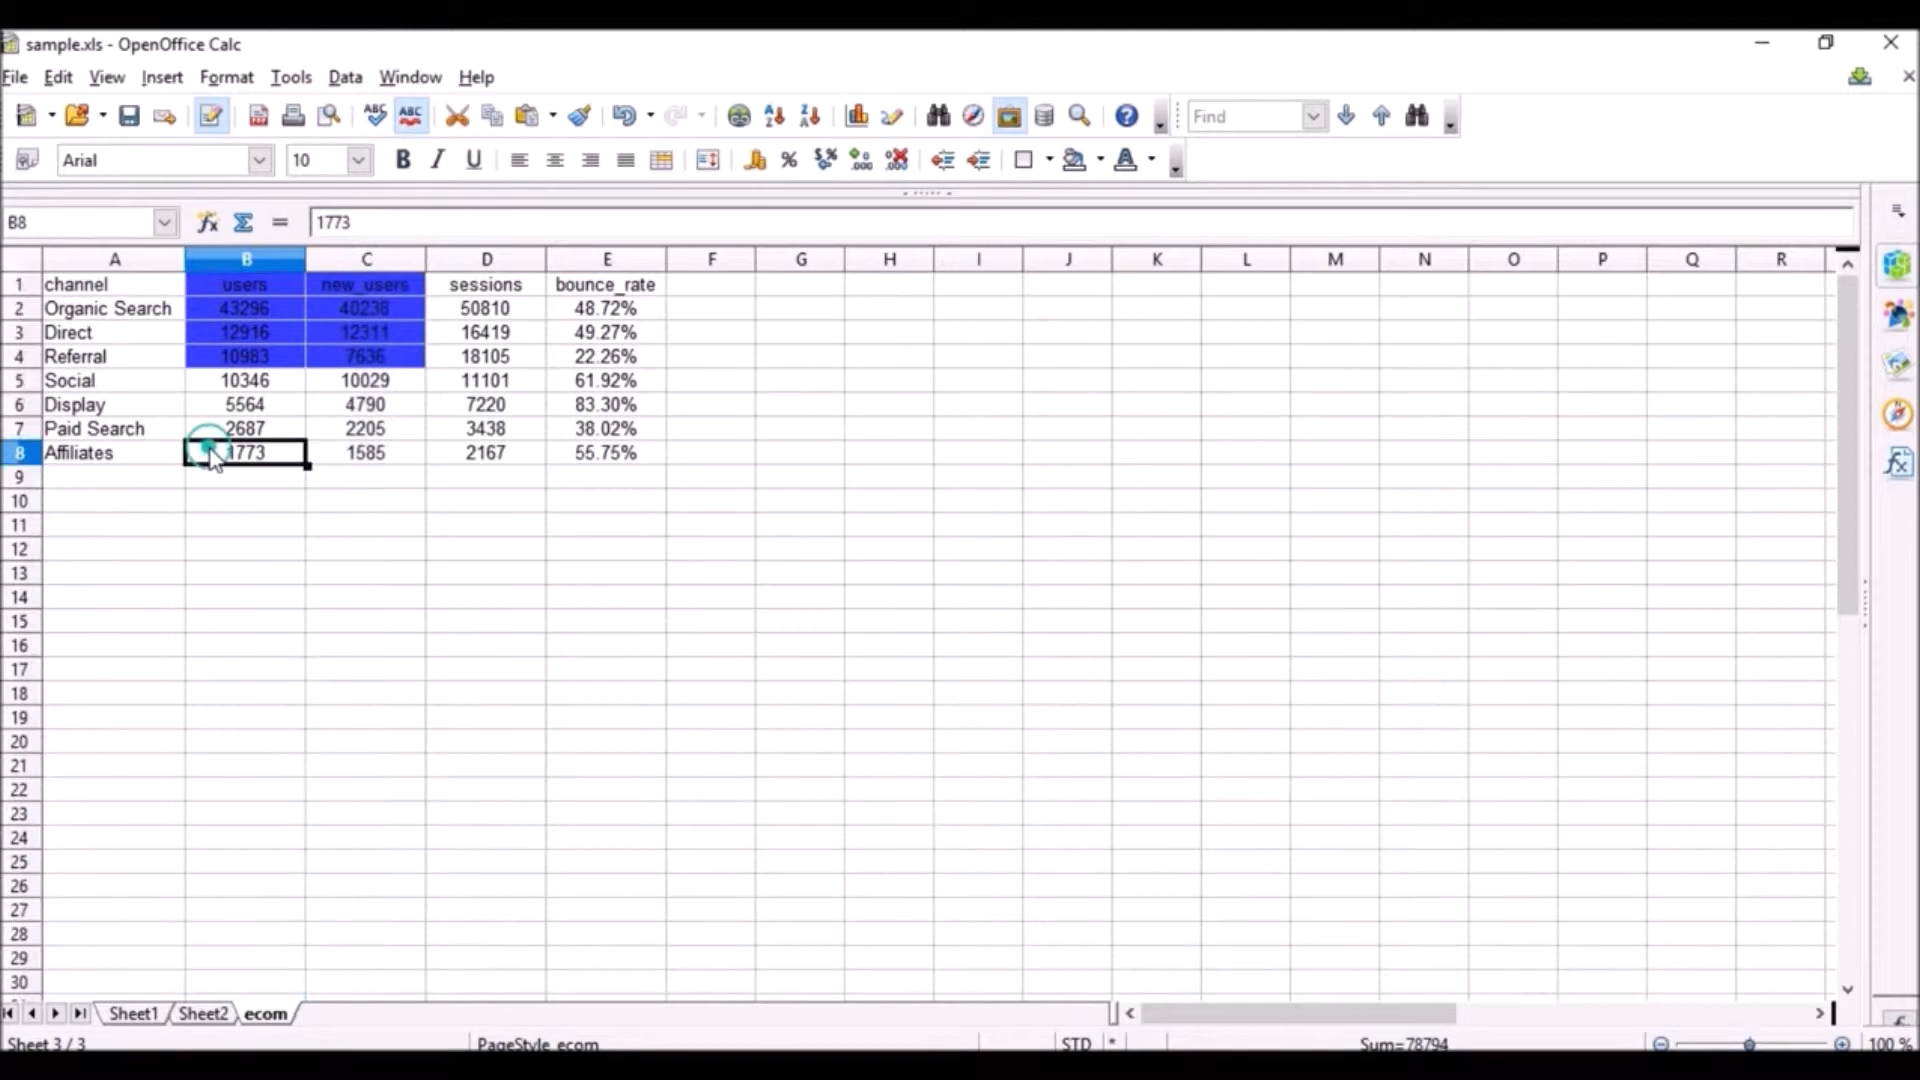 sample.xls - OpenOffice Calc
File Edit View Insert Format Tools Data Window Help
ABC ABC Find
Arial 10 B I U
B8 1773
A B C D E F G H I J K L M N O P Q R
1 channel users new_users sessions bounce_rate
2 Organic Search 43296 40238 50810 48.72%
3 Direct 12916 12311 16419 49.27%
4 Referral 10983 7636 18105 22.26%
5 Social 10346 10029 11101 61.92%
6 Display 5564 4790 7220 83.30%
7 Paid Search 2687 2205 3438 38.02%
8 Affiliates 1773 1585 2167 55.75%
9
10
11
12
13
14
15
16
17
18
19
20
21
22
23
24
25
26
27
28
29
30
Sheet1 Sheet2 ecom
Sheet 3 / 3 PageStyle_ecom STD * Sum=78794 100 %